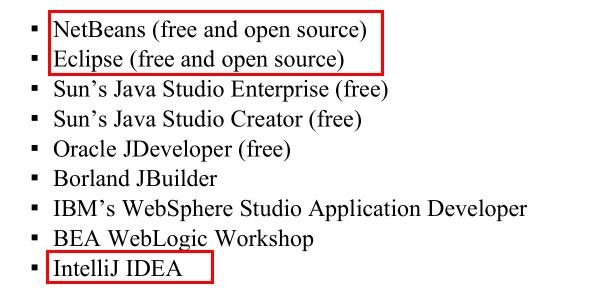 ▪ NetBeans (free and open source)
▪ Eclipse (free and open source)
▪ Sun’s Java Studio Enterprise (free)
▪ Sun’s Java Studio Creator (free)
▪ Oracle JDeveloper (free)
▪ Borland JBuilder
▪ IBM’s WebSphere Studio Application Developer
▪ BEA WebLogic Workshop
▪ IntelliJ IDEA